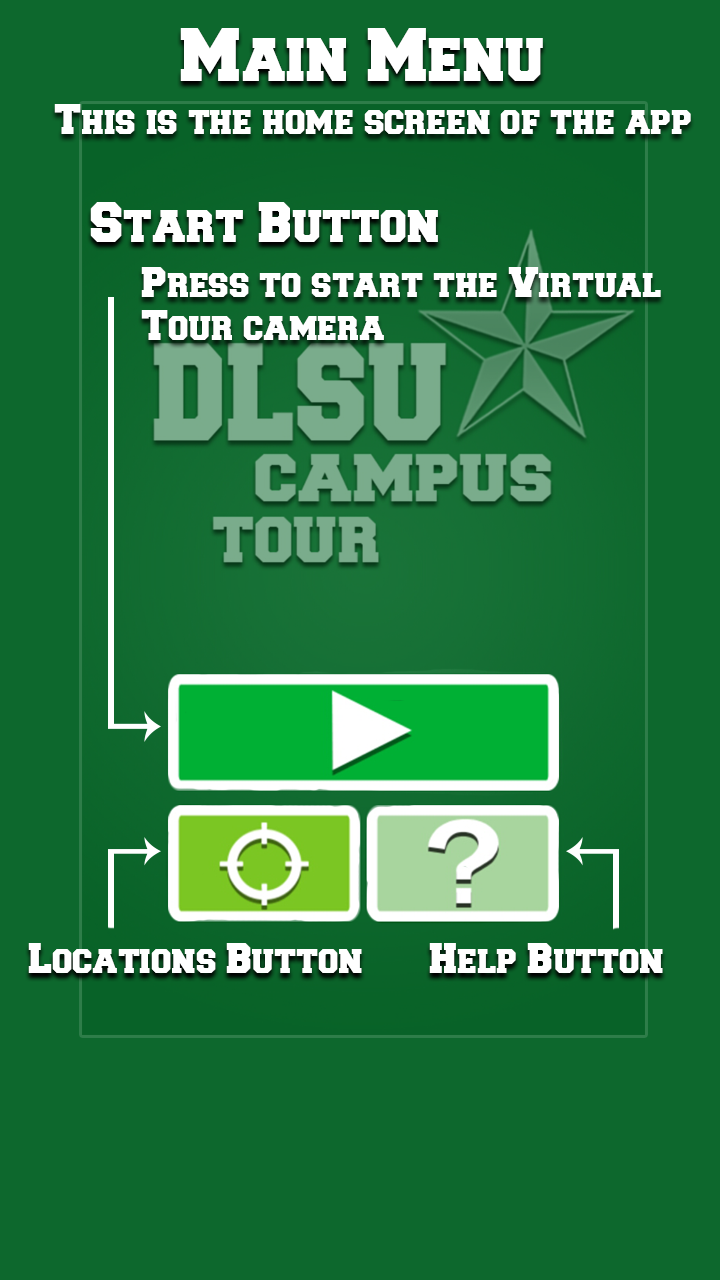 Main Menu
This is the home screen of the app
Start Button
Press to start the Virtual
Tour camera
DLSU
CAMPUS
TOUR
?
Locations Button
Help Button